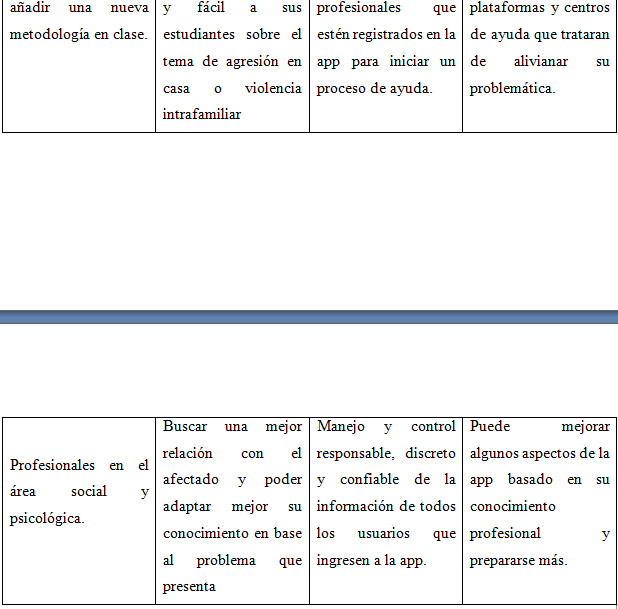 añadir una nueva
metodología en clase.
y fácil a sus
estudiantes sobre el
tema de agresión en
casa o violencia
intrafamiliar
profesionales que
estén registrados en la
app para iniciar un
proceso de ayuda.
plataformas y centros
de ayuda que trataran
de alivianar su
problemática.
Profesionales en el
área social y
psicológica.
Buscar una mejor
relación con el
afectado y poder
adaptar mejor su
conocimiento en base
al problema que
presenta
Manejo y control
responsable, discreto
y confiable de la
información de todos
los usuarios que
ingresen a la app.
Puede mejorar
algunos aspectos de la
app basado en su
conocimiento
profesional y
prepararse más.